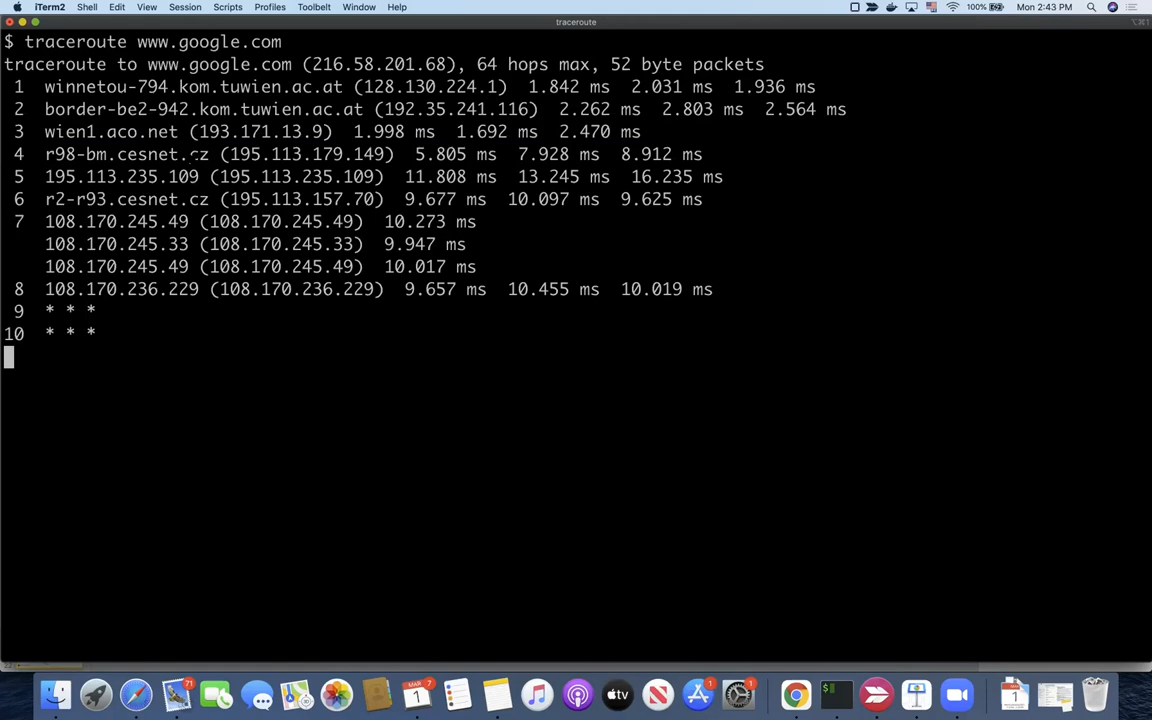 iTerm2 Shell Edit View Session Scripts Profiles Toolbelt Window Help 100% Mon 2:43 PM
traceroute ⌥⌘1
$ traceroute www.google.com
traceroute to www.google.com (216.58.201.68), 64 hops max, 52 byte packets
1 winnetou-794.kom.tuwien.ac.at (128.130.224.1) 1.842 ms 2.031 ms 1.936 ms
2 border-be2-942.kom.tuwien.ac.at (192.35.241.116) 2.262 ms 2.803 ms 2.564 ms
3 wien1.aco.net (193.171.13.9) 1.998 ms 1.692 ms 2.470 ms
4 r98-bm.cesnet.cz (195.113.179.149) 5.805 ms 7.928 ms 8.912 ms
5 195.113.235.109 (195.113.235.109) 11.808 ms 13.245 ms 16.235 ms
6 r2-r93.cesnet.cz (195.113.157.70) 9.677 ms 10.097 ms 9.625 ms
7 108.170.245.49 (108.170.245.49) 10.273 ms
108.170.245.33 (108.170.245.33) 9.947 ms
108.170.245.49 (108.170.245.49) 10.017 ms
8 108.170.236.229 (108.170.236.229) 9.657 ms 10.455 ms 10.019 ms
9 * * *
10 * * *
71 MAR 1 7 tv 1 1 $ 1